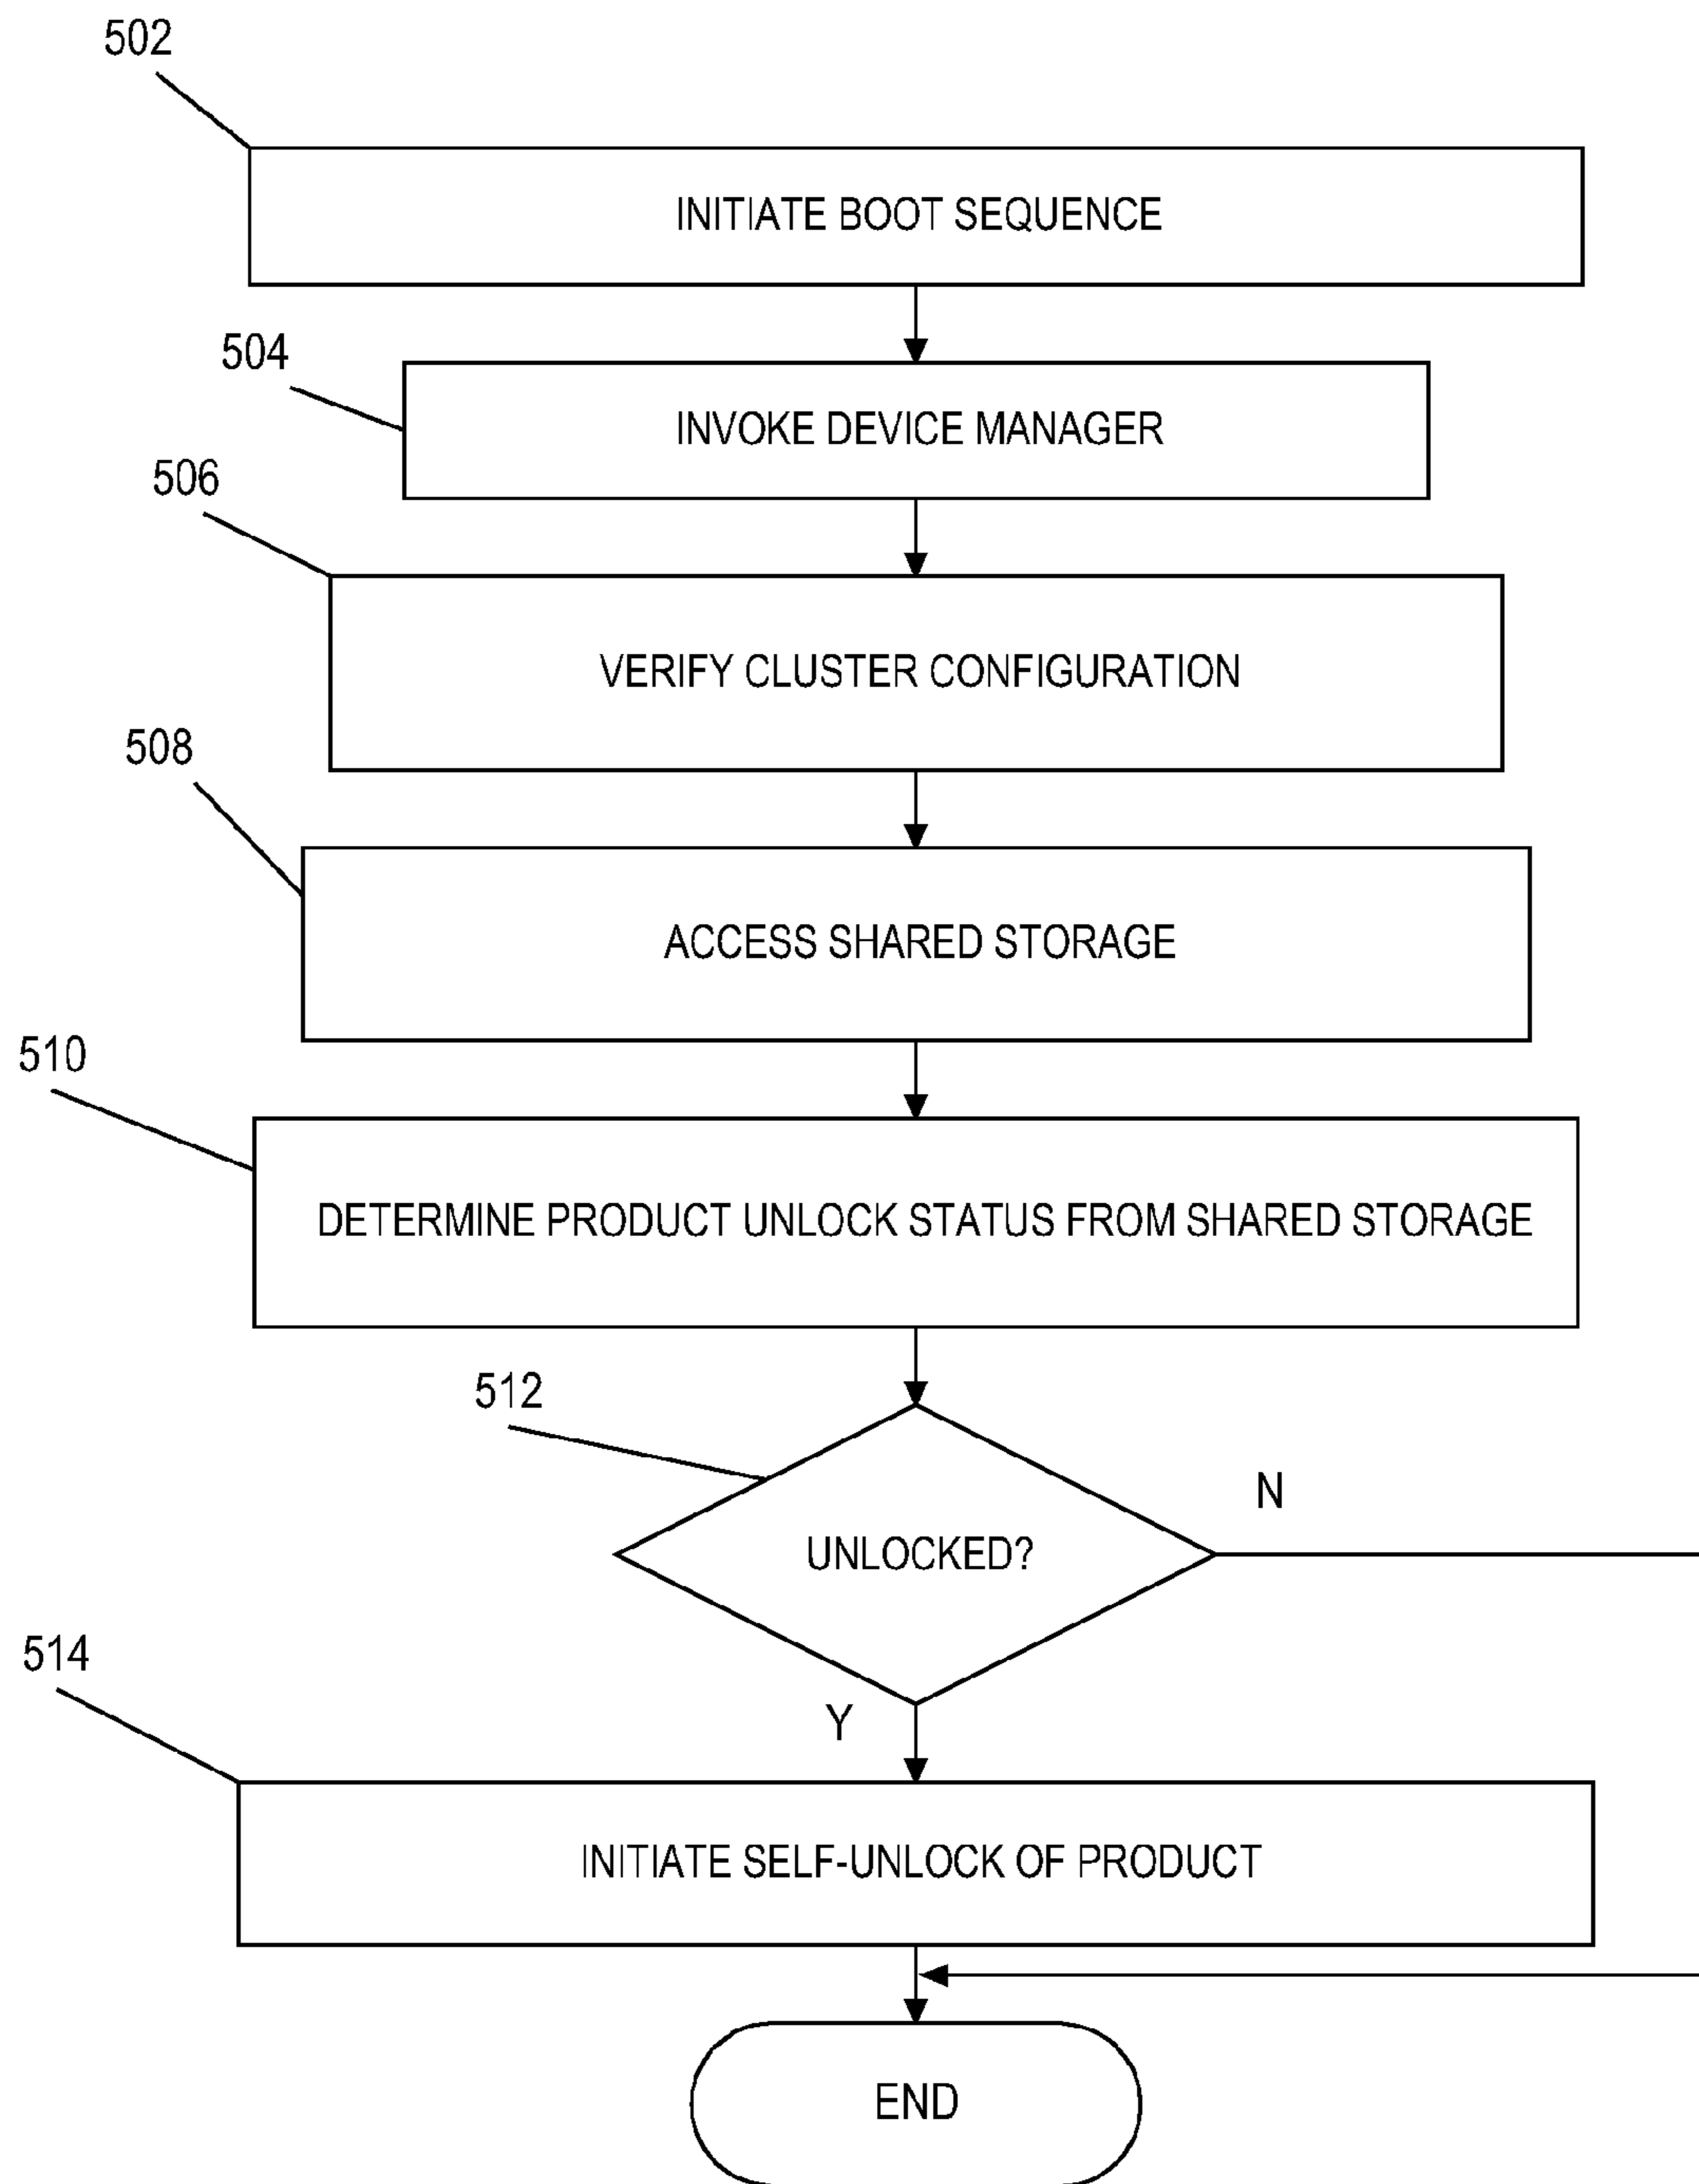 502
INITIATE BOOT SEQUENCE
504
INVOKE DEVICE MANAGER
506
VERIFY CLUSTER CONFIGURATION
508
ACCESS SHARED STORAGE
510
DETERMINE PRODUCT UNLOCK STATUS FROM SHARED STORAGE
512
N
UNLOCKED?
514
Y
INITIATE SELF-UNLOCK OF PRODUCT
END